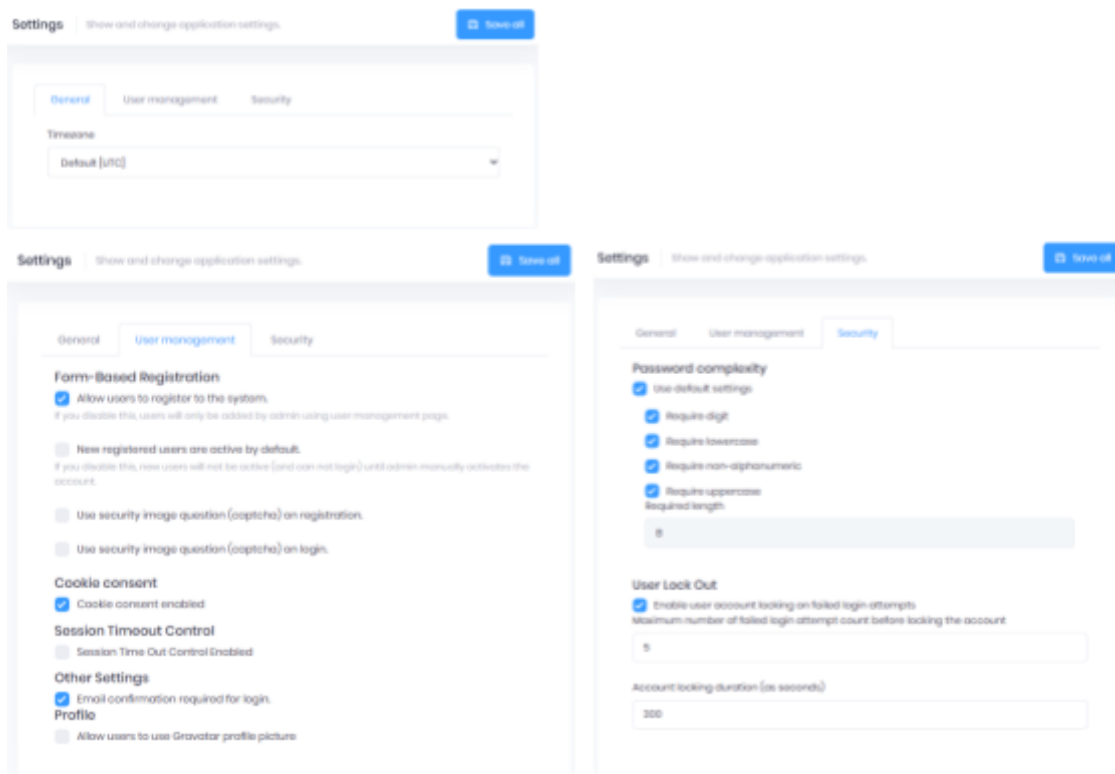 Settings
Show and change application settings.
Save all
General
User management
Security
Timezone
Default [UTC]
Settings
Show and change application settings.
Save all
General
User management
Security
Form-Based Registration
Allow users to register to the system.
If you disable this, users will only be added by admin using user management page.
New registered users are active by default.
If you disable this, new users will not be active (and can not login) until admin manually activates the
account.
Use security image question (captcha) on registration.
Use security image question (captcha) on login.
Cookie consent
Cookie consent enabled
Session Timeout Control
Session Time Out Control Enabled
Other Settings
Email confirmation required for login.
Profile
Allow users to use Gravatar profile picture
Settings
Show and change application settings.
Save all
General
User management
Security
Password complexity
Use default settings
Require digit
Require lowercase
Require non-alphanumeric
Require uppercase
Required length
User Lock Out
Enable user account locking on failed login attempts
Maximum number of failed login attempt count before locking the account
5
Account locking duration (as seconds)